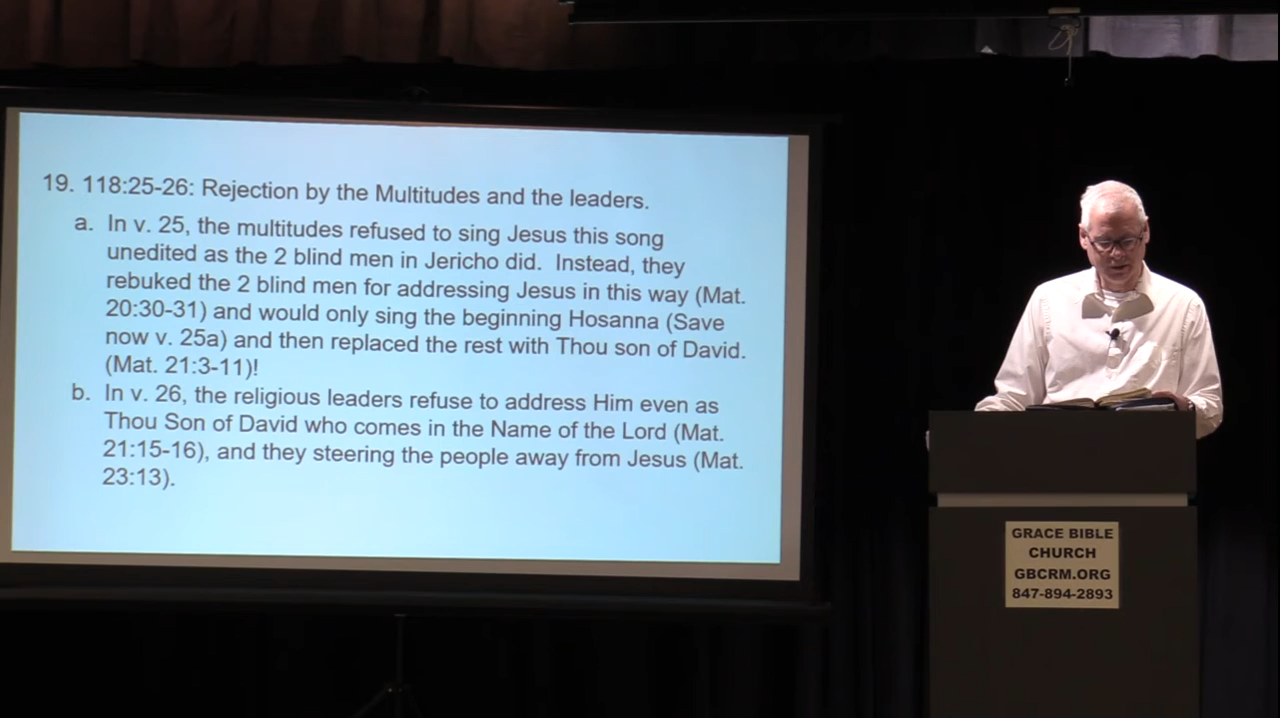 19. 118:25-26: Rejection by the Multitudes and the leaders.
a. In v. 25, the multitudes refused to sing Jesus this song
unedited as the 2 blind men in Jericho did. Instead, they
rebuked the 2 blind men for addressing Jesus in this way (Mat.
20:30-31) and would only sing the beginning Hosanna (Save
now v. 25a) and then replaced the rest with Thou son of David.
(Mat. 21:3-11)!
b. In v. 26, the religious leaders refuse to address Him even as
Thou Son of David who comes in the Name of the Lord (Mat.
21:15-16), and they steering the people away from Jesus (Mat.
23:13).
GRACE BIBLE
CHURCH
GBCRM.ORG
847-894-2893